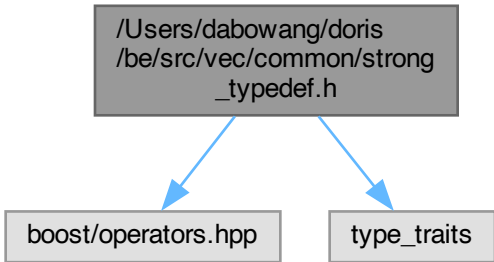 /Users/dabowang/doris
/be/src/vec/common/strong
_typedef.h
boost/operators.hpp
type_traits